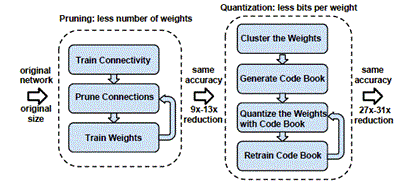 Pruning: less number of weights
Train Connectivity
Prune Connections
Train Weights
original
network
original
size
same
accuracy
9x-13x
reduction
Quantization: less bits per weight
Cluster the Weights
Generate Code Book
Quantize the Weights
with Code Book
Retrain Code Book
same
accuracy
27x-31x
reduction